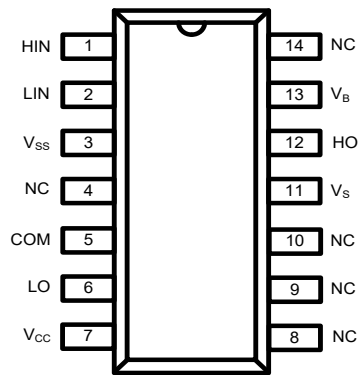 HIN 1 14 NC
LIN 2 13 VB
VSS 3 12 HO
NC 4 11 VS
COM 5 10 NC
LO 6 9 NC
VCC 7 8 NC